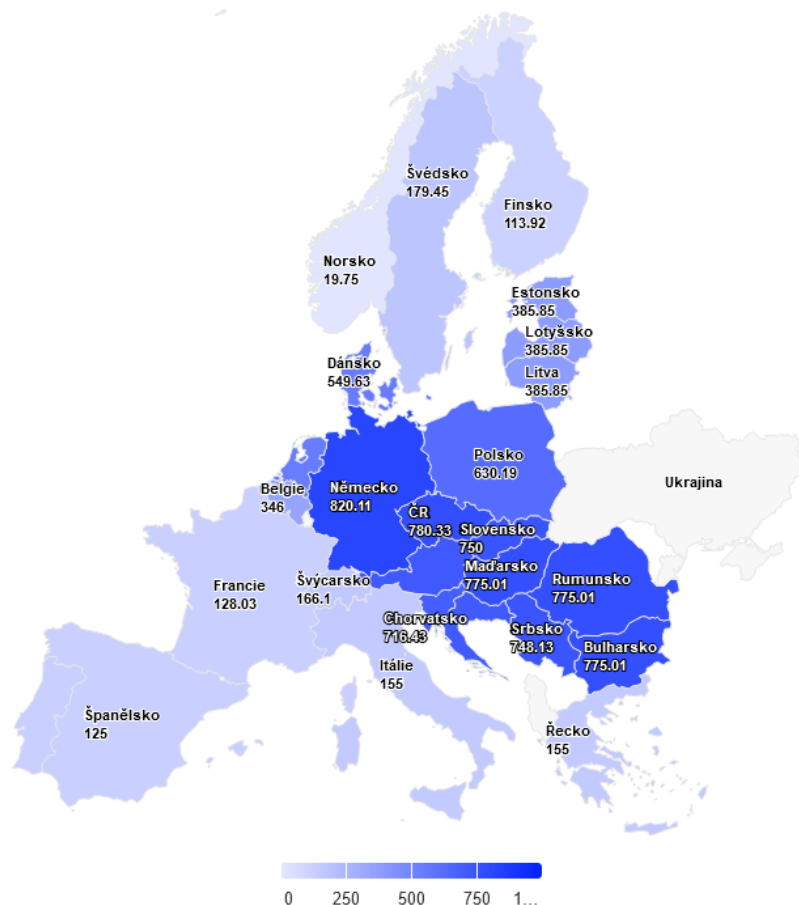 Švédsko
179.45
Finsko
113.92
Norsko
19.75
Estonsko
385.85
Lotyšsko
385.85
Litva
385.85
Dánsko
549.63
Polsko
630.19
Ukrajina
Belgie
346
Německo
820.11
ČR
780.33
Slovensko
750
Maďarsko
775.01
Rumunsko
775.01
Francie
128.03
Švýcarsko
166.1
Chorvatsko
716.43
Srbsko
748.13
Bulharsko
775.01
Itálie
155
Španělsko
125
Řecko
155
0 250 500 750 1...